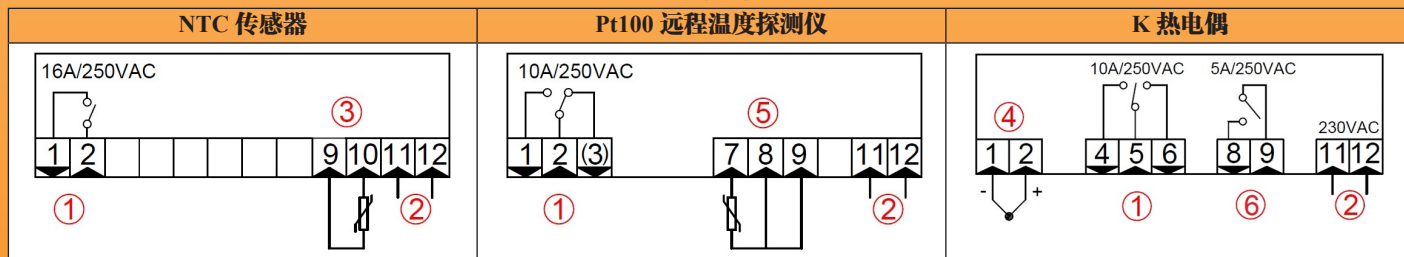 NTC 传感器
Pt100 远程温度探测仪
K 热电偶
16A/250VAC
③
1 2 9 10 11 12
① ②
10A/250VAC
⑤
1 2 (3) 7 8 9 11 12
① ②
10A/250VAC 5A/250VAC
④ 230VAC
1 2 4 5 6 8 9 11 12
- +
① ⑥ ②